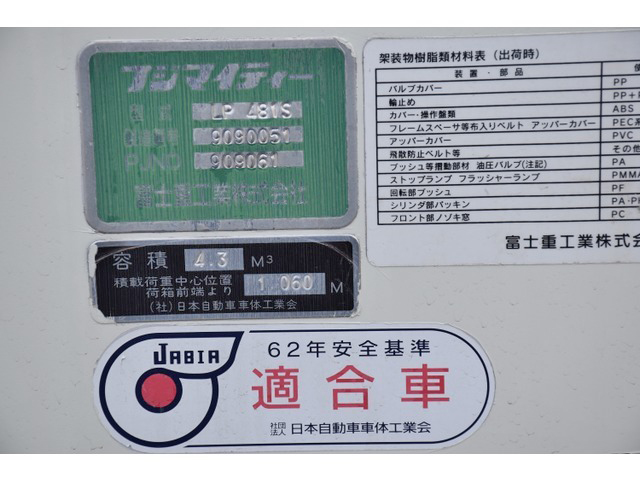 フジマイティー
型式 LP 481S
9090051
909061
富士重工業株式会社
容積 4.3 M³
積載荷重中心位置
荷箱前端より 1 060 M
(社)日本自動車車体工業会
JABIA
62年安全基準
適合車
社団法人 日本自動車車体工業会
架装物樹脂類材料表(出荷時)
装置・部品
バルブカバー PP
輪止め PP+
カバー・操作盤類 ABS
フレームスペーサ等布入りベルト アッパーカバー PEC系
アッパーカバー PVC
飛散防止ベルト等 その他
ブッシュ等摺動部材 油圧バルブ(注記) PA
ストップランプ フラッシャーランプ PMMA
回転部ブッシュ PF
シリンダ部パッキン PA・P
フロント部ノゾキ窓 PC
富士重工業株式会